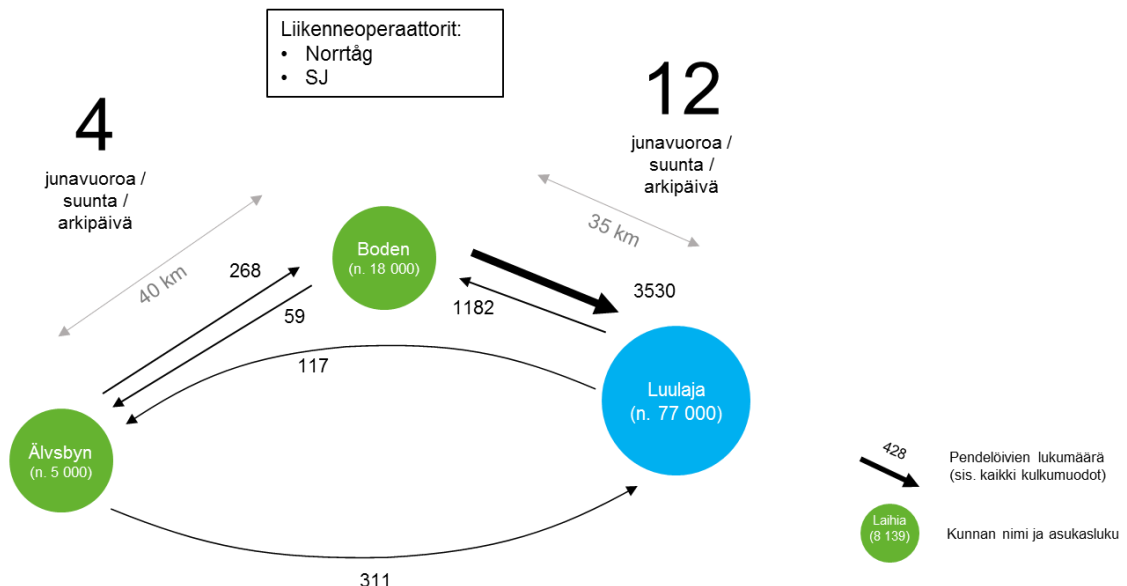 Liikenneoperaattorit:
• Norrtåg
• SJ
4
junavuoroa /
suunta /
arkipäivä
12
junavuoroa /
suunta /
arkipäivä
40 km
35 km
Boden
(n. 18 000)
268
59
3530
1182
117
Luulaja
(n. 77 000)
Älvsbyn
(n. 5 000)
311
428
Pendelöivien lukumäärä
(sis. kaikki kulkumuodot)
Laihia
(8 139)
Kunnan nimi ja asukasluku